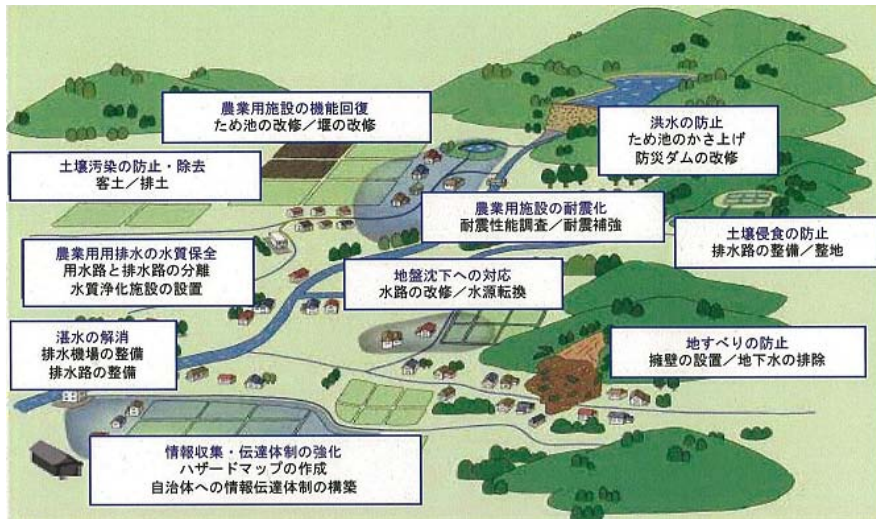 農業用施設の機能回復
ため池の改修／堰の改修
洪水の防止
ため池のかさ上げ
防災ダムの改修
土壌汚染の防止・除去
客土／排土
農業用施設の耐震化
耐震性能調査／耐震補強
土壌侵食の防止
排水路の整備／整地
農業用用排水の水質保全
用水路と排水路の分離
水質浄化施設の設置
地盤沈下への対応
水路の改修／水源転換
湛水の解消
排水機場の整備
排水路の整備
地すべりの防止
擁壁の設置／地下水の排除
情報収集・伝達体制の強化
ハザードマップの作成
自治体への情報伝達体制の構築